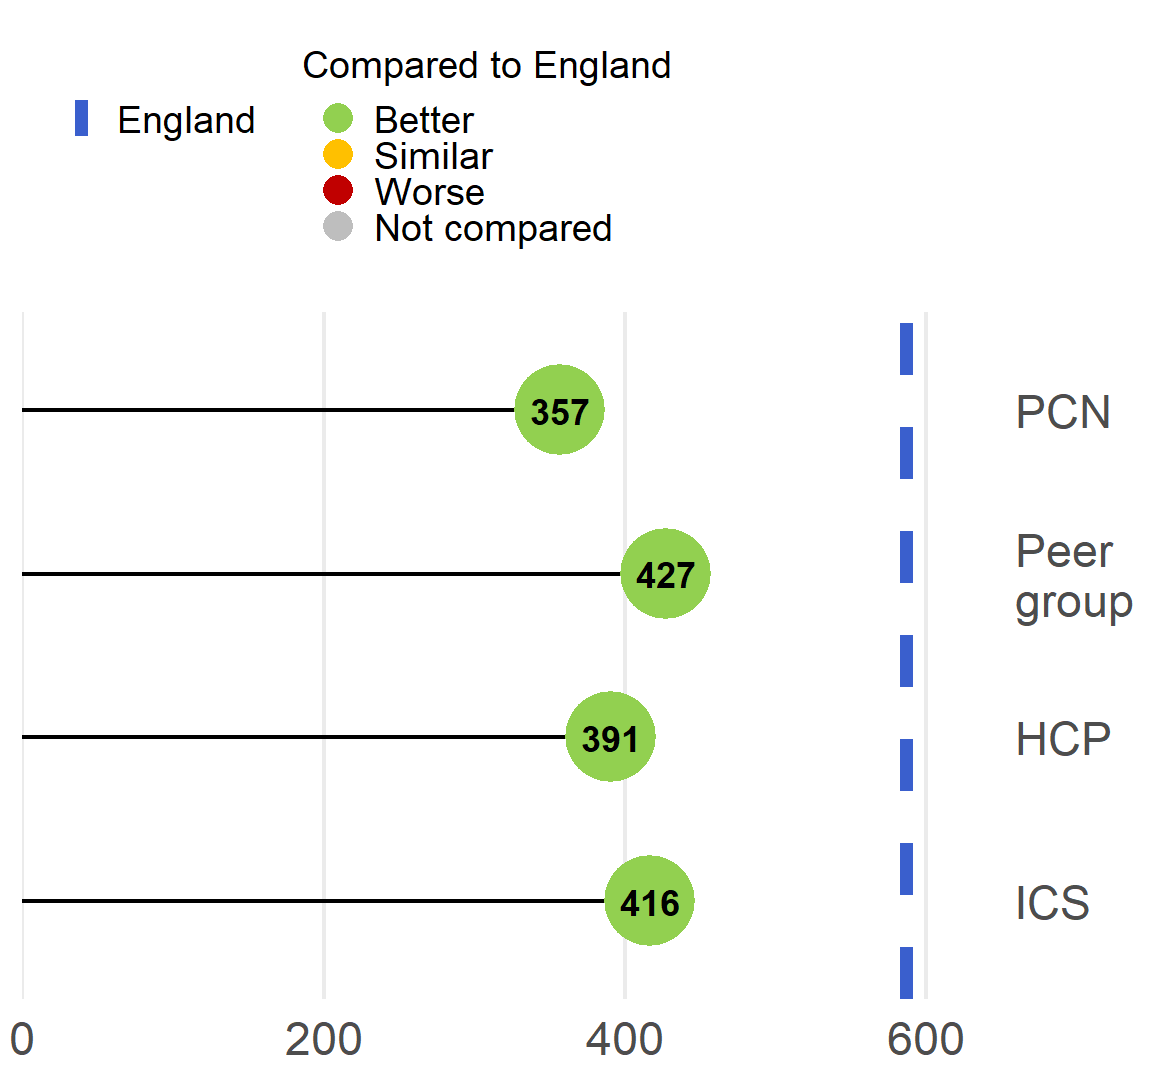 Compared to England
England
Better
Similar
Worse
Not compared
357
PCN
427
Peer
group
391
HCP
416
ICS
0 200 400 600